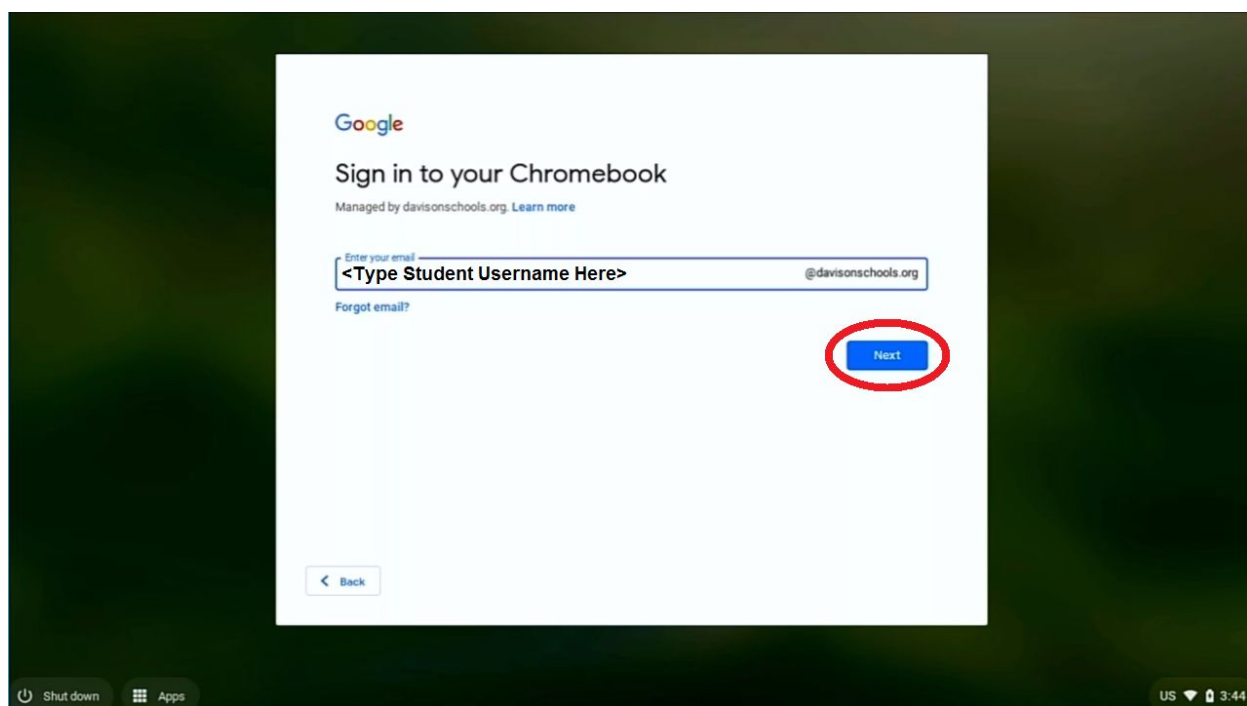 Google
Sign in to your Chromebook
Managed by davisonschools.org. Learn more
Enter your email
<Type Student Username Here> @davisonschools.org
Forgot email?
Next
Back
Shut down Apps US 3:44